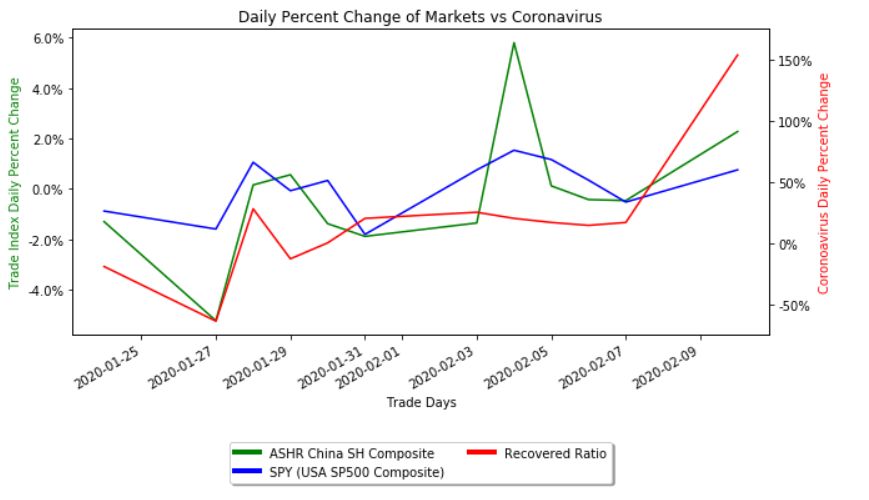 Daily Percent Change of Markets vs Coronavirus
Trade Index Daily Percent Change
6.0%
4.0%
2.0%
0.0%
-2.0%
-4.0%
150%
100%
50%
0%
-50%
Coronoavirus Daily Percent Change
2020-01-25
2020-01-27
2020-01-29
2020-01-31
2020-02-01
2020-02-03
2020-02-05
2020-02-07
2020-02-09
Trade Days
ASHR China SH Composite
SPY (USA SP500 Composite)
Recovered Ratio